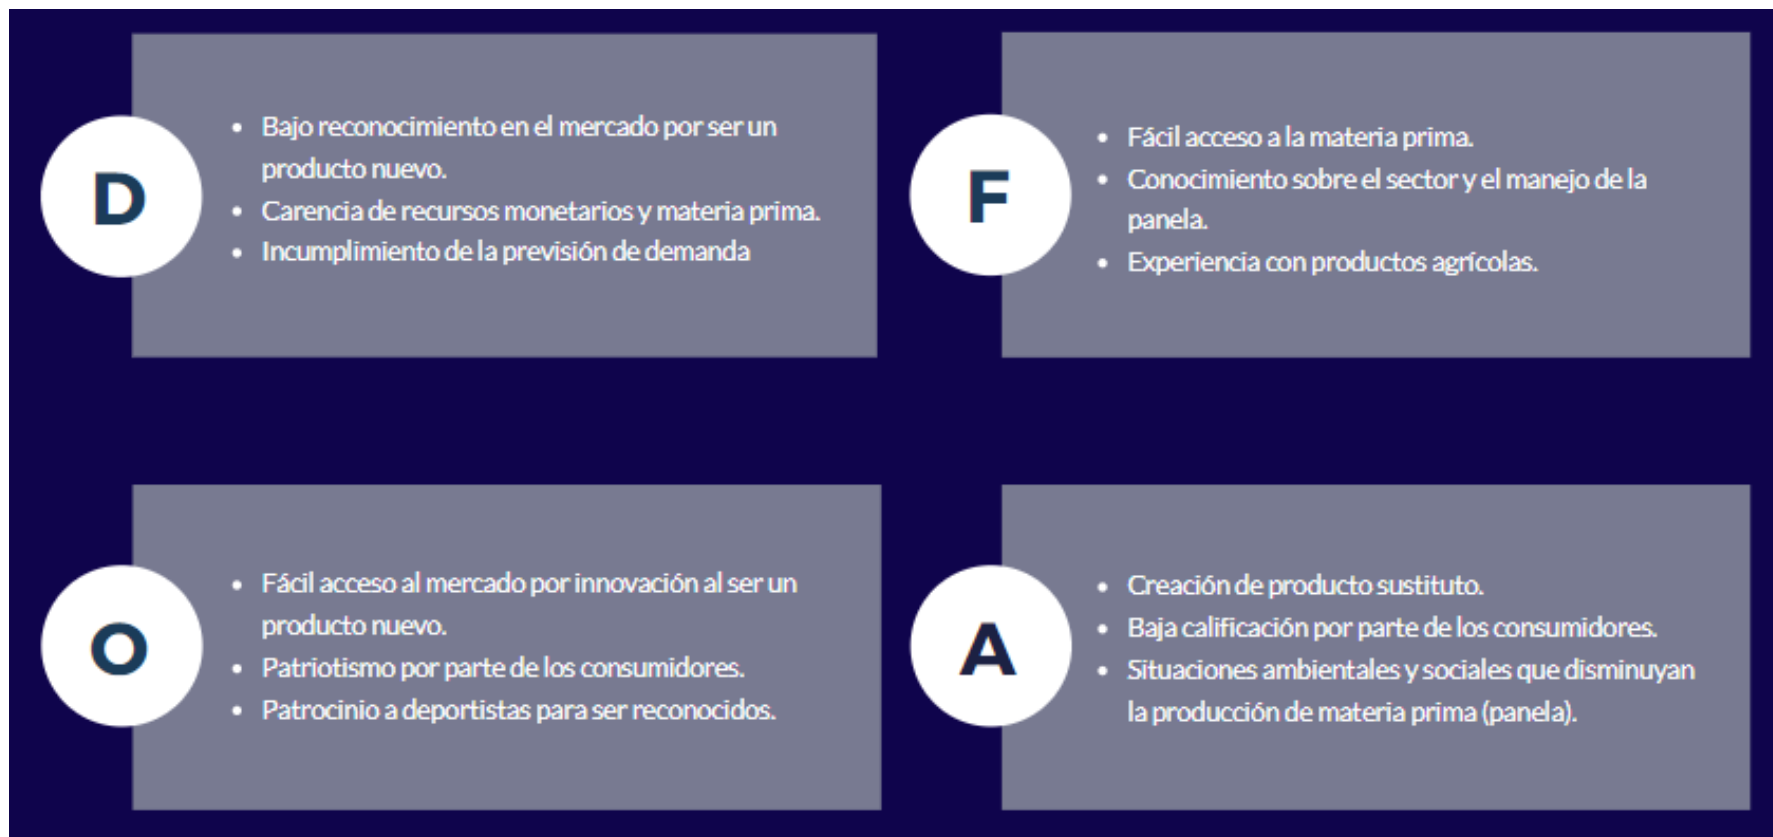 D
• Bajo reconocimiento en el mercado por ser un
producto nuevo.
• Carencia de recursos monetarios y materia prima.
• Incumplimiento de la previsión de demanda
F
• Fácil acceso a la materia prima.
• Conocimiento sobre el sector y el manejo de la
panela.
• Experiencia con productos agrícolas.
O
• Fácil acceso al mercado por innovación al ser un
producto nuevo.
• Patriotismo por parte de los consumidores.
• Patrocinio a deportistas para ser reconocidos.
A
• Creación de producto sustituto.
• Baja calificación por parte de los consumidores.
• Situaciones ambientales y sociales que disminuyan
la producción de materia prima (panela).